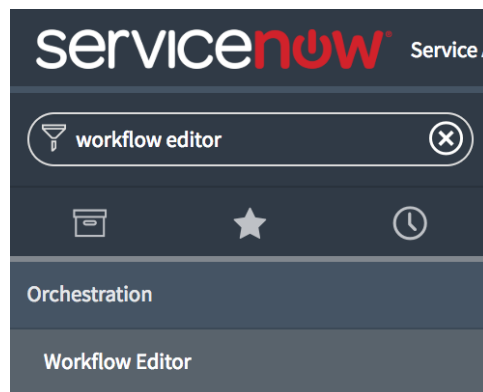 servicenow Service
workflow editor
Orchestration
Workflow Editor